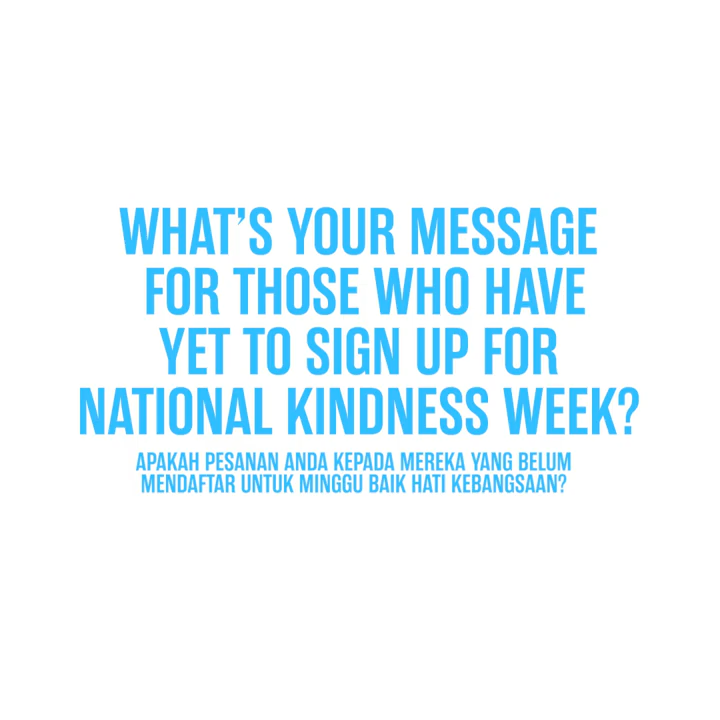 WHAT'S YOUR MESSAGE
FOR THOSE WHO HAVE
YET TO SIGN UP FOR
NATIONAL KINDNESS WEEK?
APAKAH PESANAN ANDA KEPADA MEREKA YANG BELUM
MENDAFTAR UNTUK MINGGU BAIK HATI KEBANGSAAN?